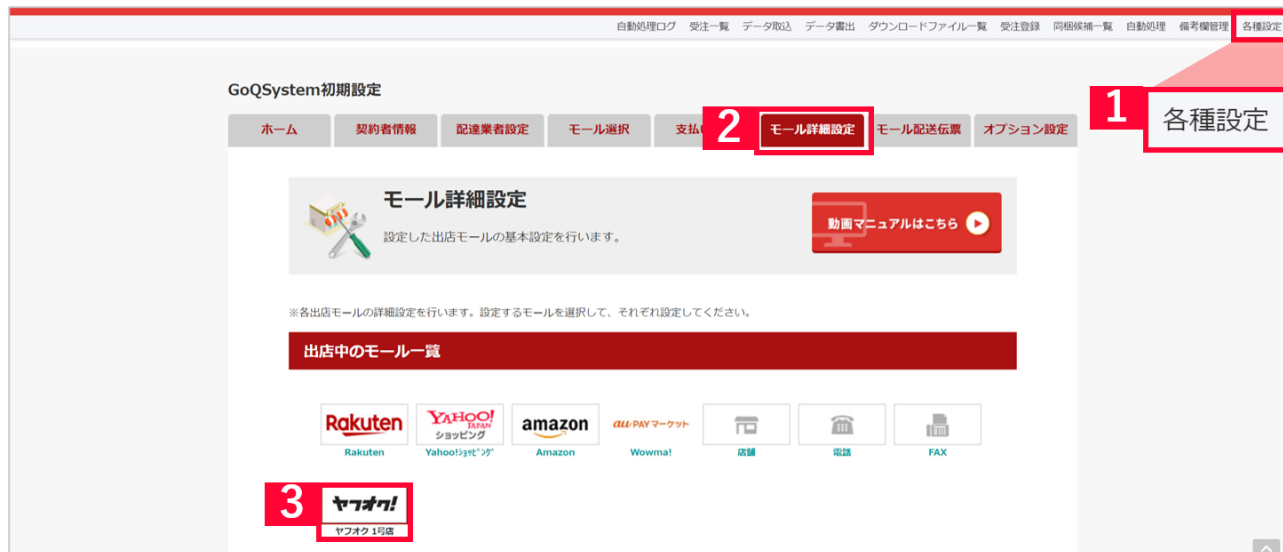 自動処理ログ 受注一覧 データ取込 データ書出 ダウンロードファイル一覧 受注登録 同梱候補一覧 自動処理 備考欄管理 各種設定
1 各種設定
GoQSystem初期設定
ホーム 契約者情報 配達業者設定 モール選択 支払 2 モール詳細設定 モール配送伝票 オプション設定
モール詳細設定
設定した出店モールの基本設定を行います。
動画マニュアルはこちら
※各出店モールの詳細設定を行います。設定するモールを選択して、それぞれ設定してください。
出店中のモール一覧
Rakuten YAHOO! JAPAN ショッピング amazon au PAY マーケット
Rakuten Yahoo!ｼｮｯﾋﾟﾝｸﾞ Amazon Wowma! 店舗 電話 FAX
3 ヤフオク!
ヤフオク 1号店